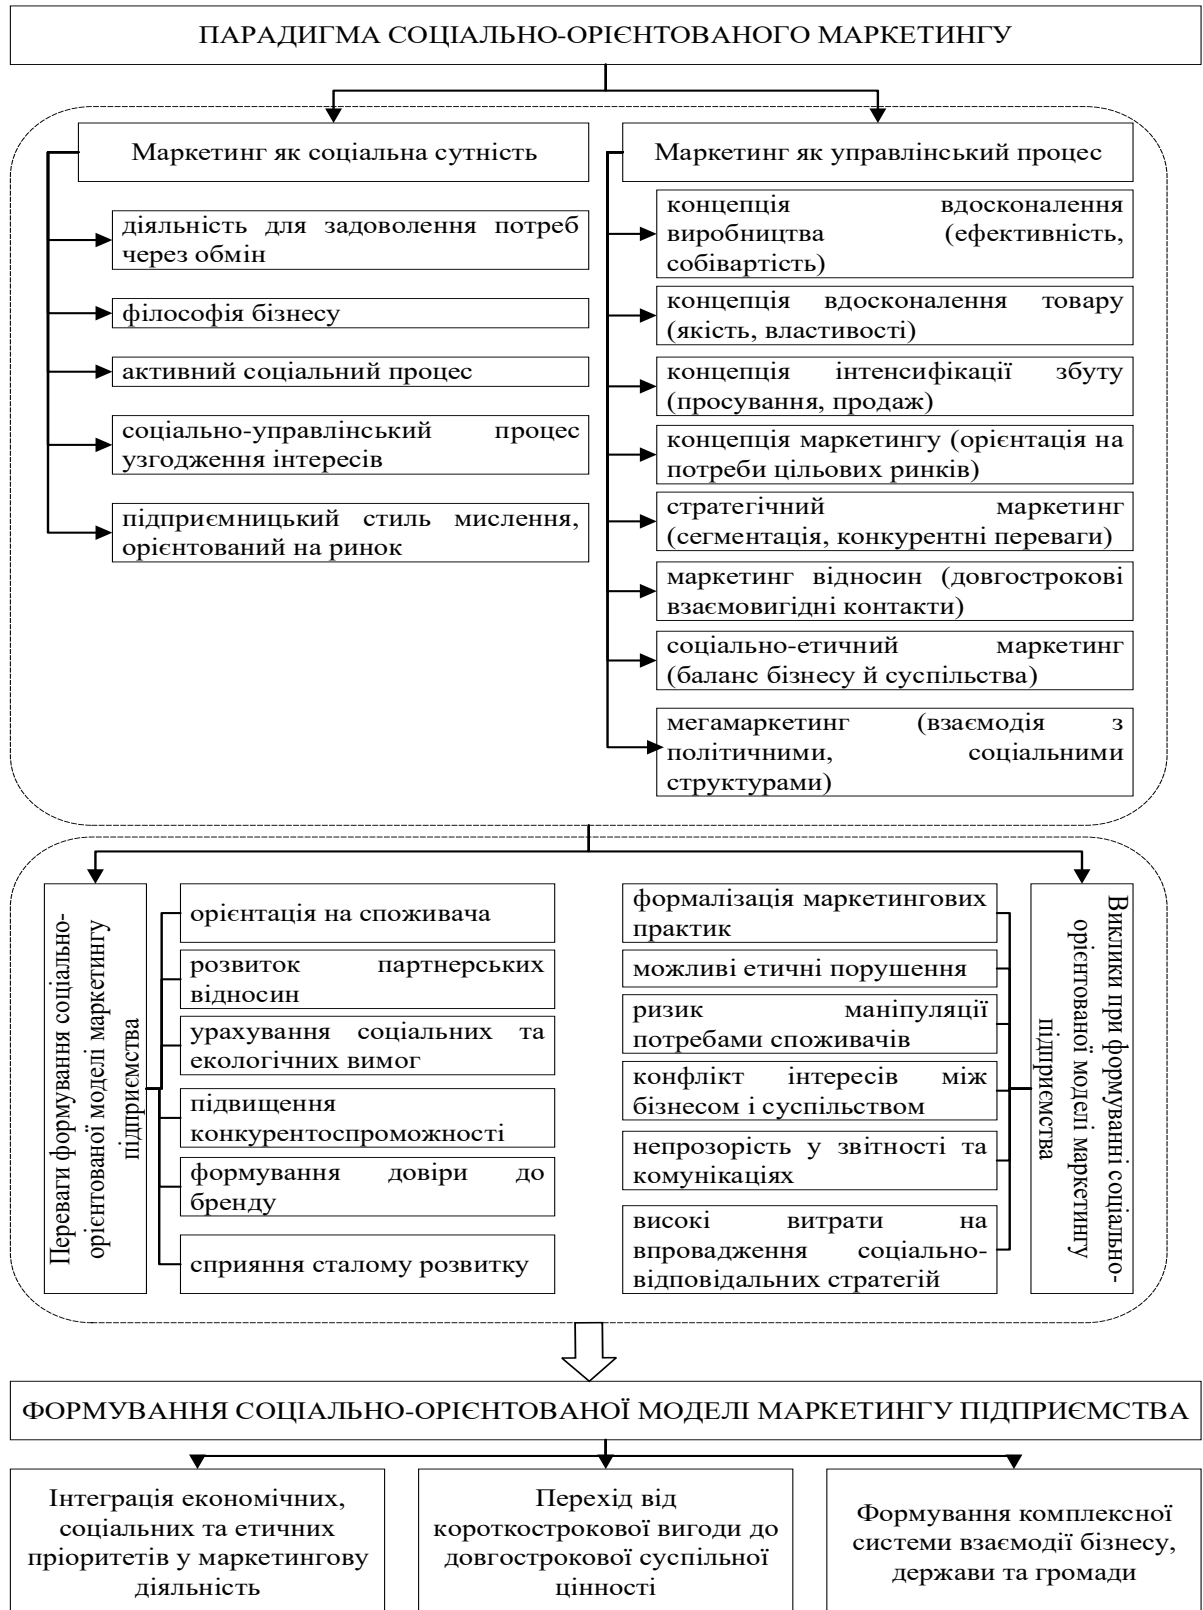 ПАРАДИГМА СОЦІАЛЬНО-ОРІЄНТОВАНОГО МАРКЕТИНГУ
Маркетинг як соціальна сутність
діяльність для задоволення потреб
через обмін
філософія бізнесу
активний соціальний процес
соціально-управлінський процес
узгодження інтересів
підприємницький стиль мислення,
орієнтований на ринок
Маркетинг як управлінський процес
концепція вдосконалення
виробництва (ефективність,
собівартість)
концепція вдосконалення товару
(якість, властивості)
концепція інтенсифікації збуту
(просування, продаж)
концепція маркетингу (орієнтація на
потреби цільових ринків)
стратегічний маркетинг
(сегментація, конкурентні переваги)
маркетинг відносин (довгострокові
взаємовигідні контакти)
соціально-етичний маркетинг
(баланс бізнесу й суспільства)
мегамаркетинг (взаємодія з
політичними, соціальними
структурами)
Переваги формування соціально-
орієнтованої моделі маркетингу
підприємства
орієнтація на споживача
розвиток партнерських
відносин
урахування соціальних та
екологічних вимог
підвищення
конкурентоспроможності
формування довіри до
бренду
сприяння сталому розвитку
формалізація маркетингових
практик
можливі етичні порушення
ризик маніпуляції
потребами споживачів
конфлікт інтересів між
бізнесом і суспільством
непрозорість у звітності та
комунікаціях
високі витрати на
впровадження соціально-
відповідальних стратегій
Виклики при формуванні соціально-
орієнтованої моделі маркетингу
підприємства
ФОРМУВАННЯ СОЦІАЛЬНО-ОРІЄНТОВАНОЇ МОДЕЛІ МАРКЕТИНГУ ПІДПРИЄМСТВА
Інтеграція економічних,
соціальних та етичних
пріоритетів у маркетингову
діяльність
Перехід від
короткострокової вигоди до
довгострокової суспільної
цінності
Формування комплексної
системи взаємодії бізнесу,
держави та громади